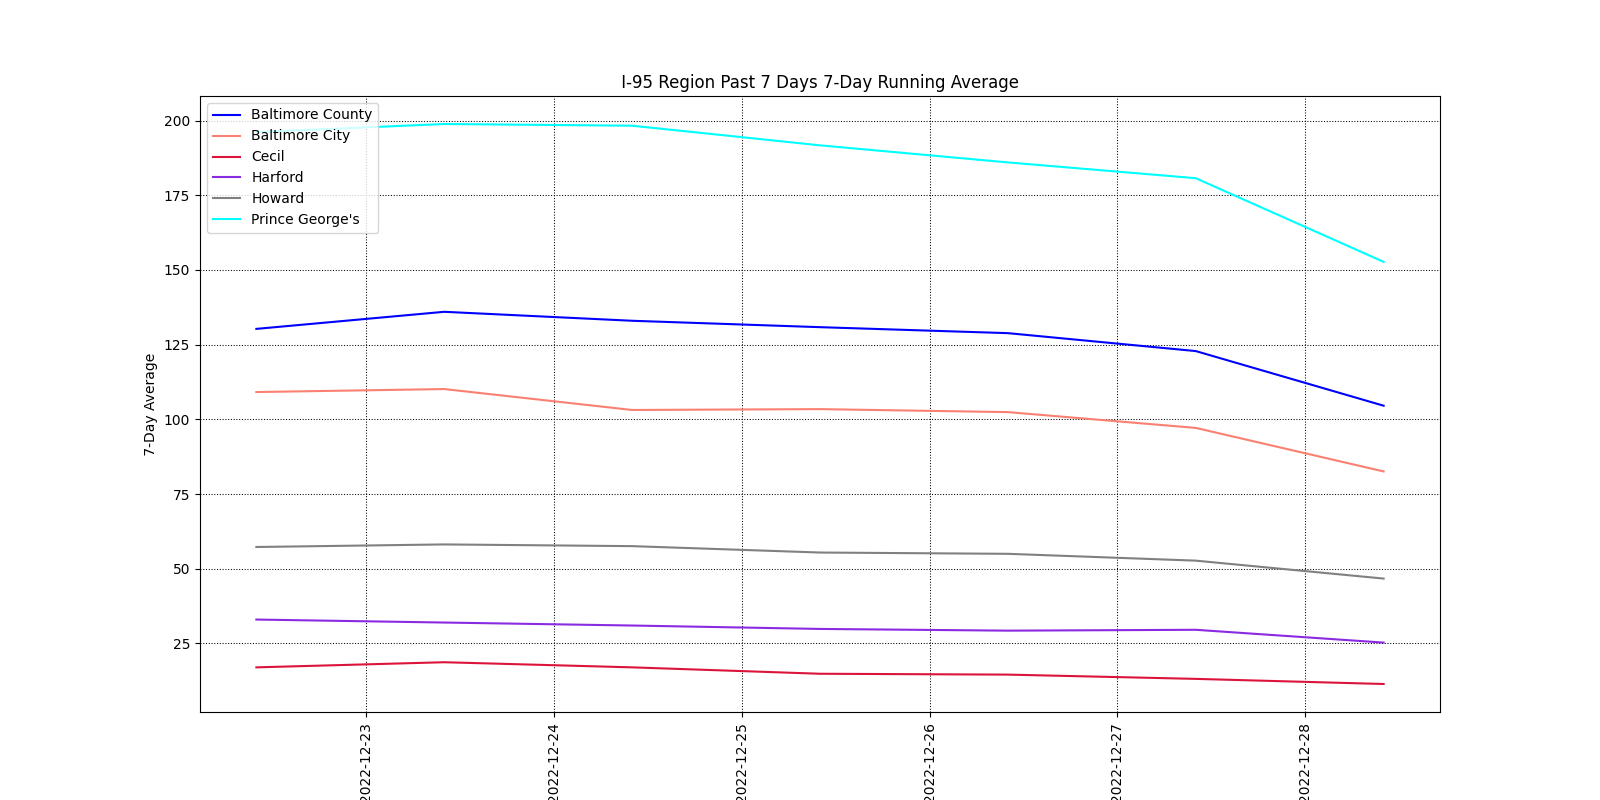 I-95 Region Past 7 Days 7-Day Running Average
Baltimore County
Baltimore City
Cecil
Harford
Howard
Prince George's
7-Day Average
200
175
150
125
100
75
50
25
2022-12-23
2022-12-24
2022-12-25
2022-12-26
2022-12-27
2022-12-28